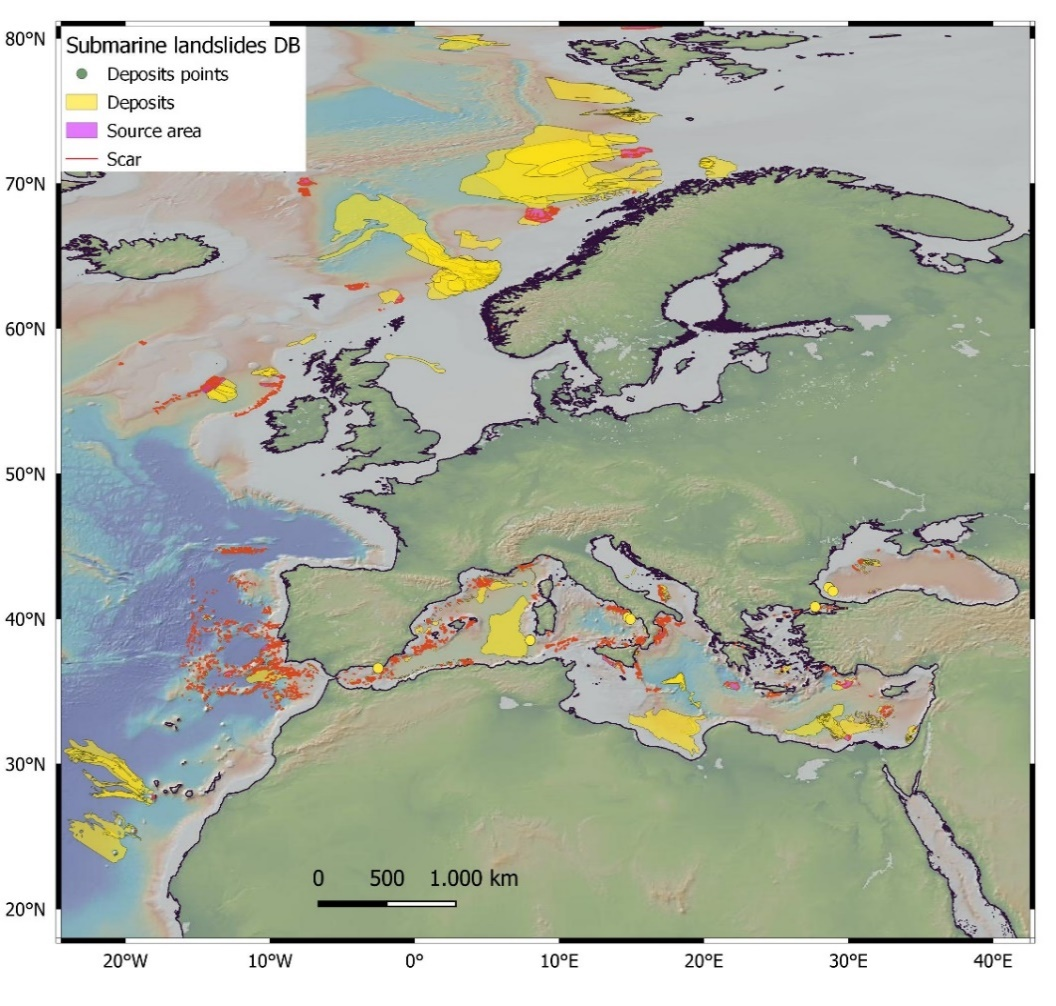 Submarine landslides DB
Deposits points
Deposits
Source area
Scar
80°N
70°N
60°N
50°N
40°N
30°N
20°N
0 500 1.000 km
20°W 10°W 0° 10°E 20°E 30°E 40°E